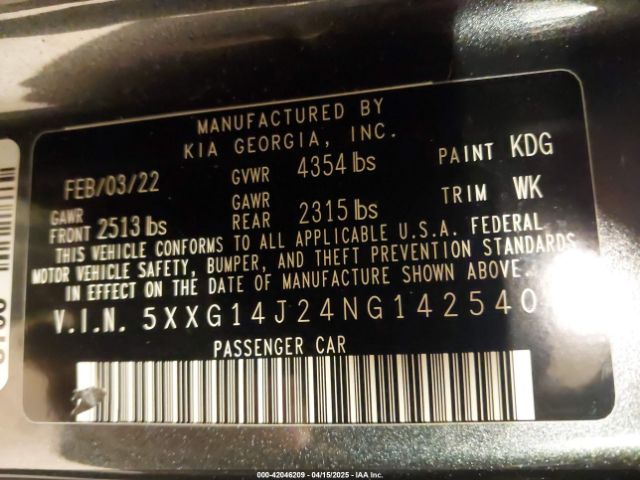 MANUFACTURED BY
KIA GEORGIA, INC.
FEB/03/22 GVWR 4354 lbs PAINT KDG
GAWR FRONT 2513 lbs GAWR REAR 2315 lbs TRIM WK
THIS VEHICLE CONFORMS TO ALL APPLICABLE U.S.A. FEDERAL
MOTOR VEHICLE SAFETY, BUMPER, AND THEFT PREVENTION STANDARDS
IN EFFECT ON THE DATE OF MANUFACTURE SHOWN ABOVE.
V.I.N. 5XXG14J24NG142540
PASSENGER CAR
000-42046209 - 04/15/2025 - IAAI - COPART